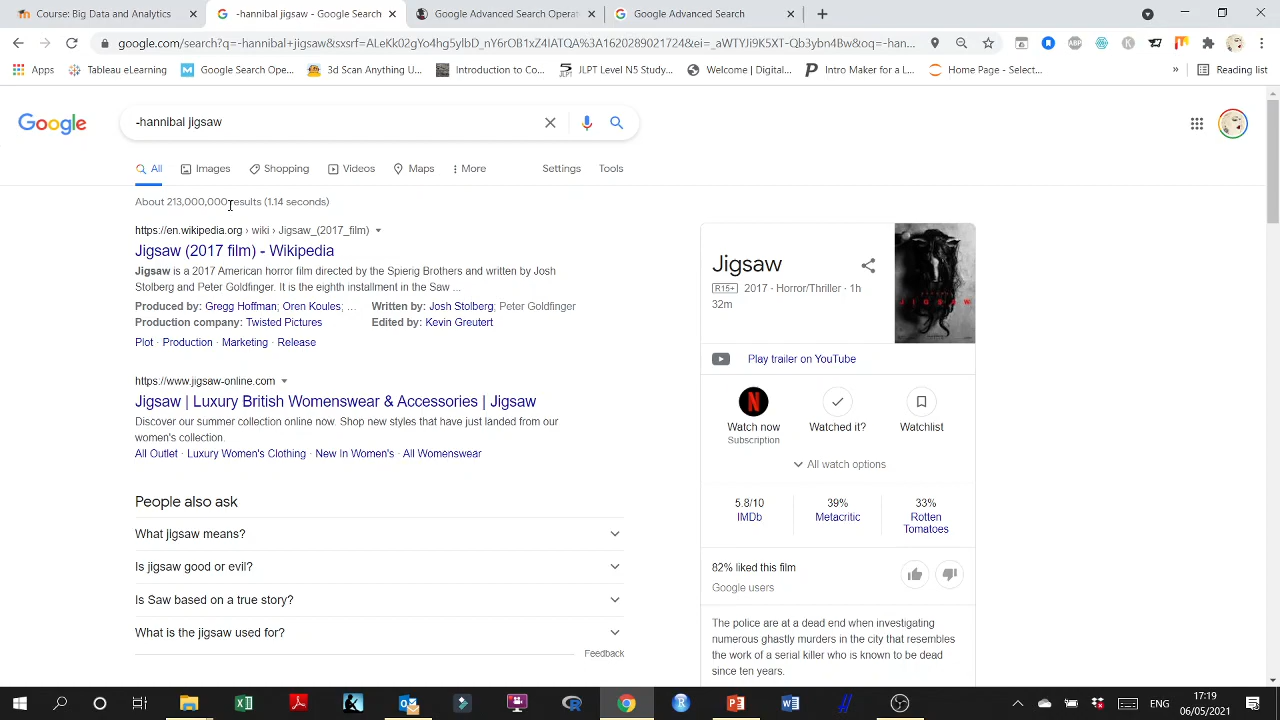 Course: Big Data and Analytics
-hannibal jigsaw - Google Search
Google Advanced Search Operat
Google Advanced Search
google.com/search?q=-hannibal+jigsaw&ref=
Apps
Tableau eLearning
Google Search Ope...
3d Scan Anything U...
Introduction to Co...
JLPT Level N5 Study...
Welcome | Digital...
Intro Maker for a L...
Home Page - Select...
»
Reading list
Google
-hannibal jigsaw
All
Images
Shopping
Videos
Maps
More
Settings
Tools
About 213,000,000 results (1.14 seconds)
https://en.wikipedia.org › wiki › Jigsaw_(2017_film)
Jigsaw (2017 film) - Wikipedia
Jigsaw is a 2017 American horror film directed by the Spierig Brothers and written by Josh
Stolberg and Peter Goldfinger. It is the eighth installment in the Saw ...
Produced by: Gregg Hoffman; Oren Koules; ...
Written by: Josh Stolberg; Peter Goldfinger
Production company: Twisted Pictures
Edited by: Kevin Greutert
Plot · Production · Marketing · Release
https://www.jigsaw-online.com
Jigsaw | Luxury British Womenswear & Accessories | Jigsaw
Discover our summer collection online now. Shop new styles that have just landed from our
women's collection.
All Outlet · Luxury Women's Clothing · New In Women's · All Womenswear
People also ask
What jigsaw means?
Is jigsaw good or evil?
Is Saw based on a true story?
What is the jigsaw used for?
Feedback
Jigsaw
R15+ 2017 · Horror/Thriller · 1h
32m
JIGSAW
Play trailer on YouTube
Watch now
Subscription
Watched it?
Watchlist
All watch options
5.8/10
IMDb
39%
Metacritic
33%
Rotten
Tomatoes
82% liked this film
Google users
The police are at a dead end when investigating
numerous ghastly murders in the city that resembles
the work of a serial killer who is known to be dead
since ten years.
ENG
17:19
06/05/2021